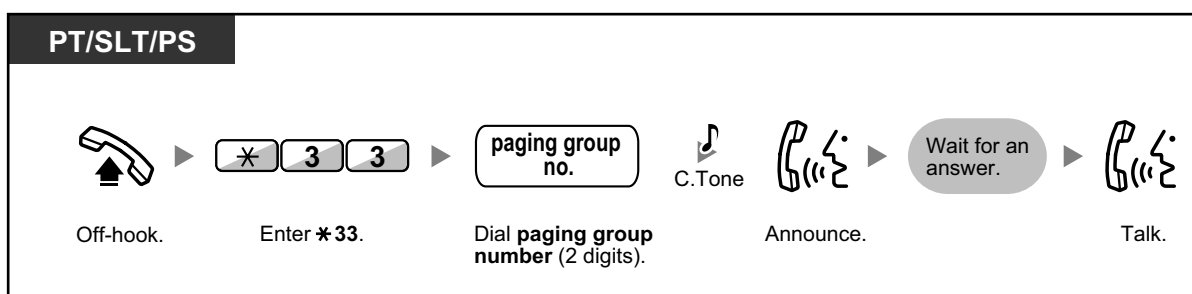 PT/SLT/PS
✳ 3 3
paging group
no.
C.Tone
Wait for an
answer.
Off-hook.
Enter ✳33.
Dial paging group
number (2 digits).
Announce.
Talk.